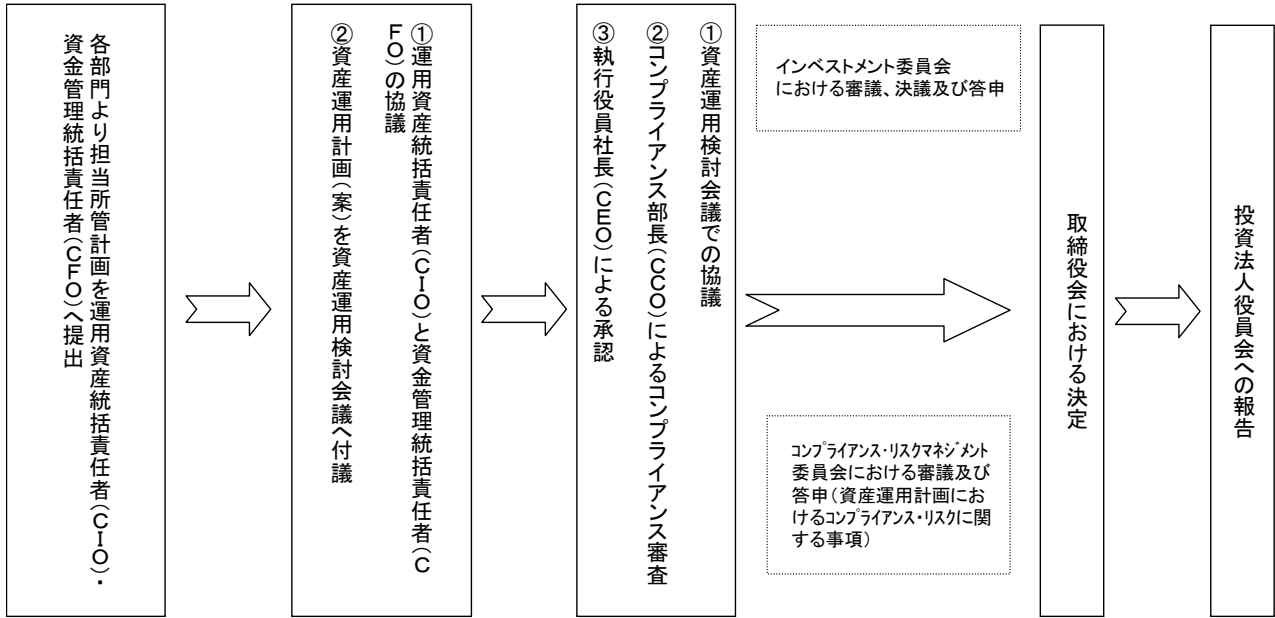 各部門より担当所管計画を運用資産統括責任者(CIO)・
資金管理統括責任者(CFO)へ提出
①運用資産統括責任者(CIO)と資金管理統括責任者(C
FO)の協議
②資産運用計画(案)を資産運用検討会議へ付議
①資産運用検討会議での協議
②コンプライアンス部長(CCO)によるコンプライアンス審査
③執行役員社長(CEO)による承認
インベストメント委員会
における審議、決議及び答申
コンプライアンス・リスクマネジメント
委員会における審議及び
答申(資産運用計画にお
けるコンプライアンス・リスクに関
する事項)
取締役会における決定
投資法人役員会への報告